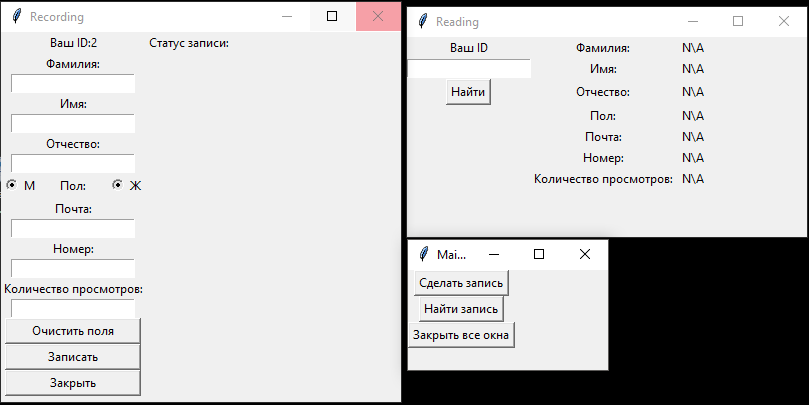 Recording
Ваш ID:2 Статус записи:
Фамилия:
Имя:
Отчество:
М Пол: Ж
Почта:
Номер:
Количество просмотров:
Очистить поля
Записать
Закрыть
Reading
Ваш ID Фамилия: N\A
Имя: N\A
Найти Отчество: N\A
Пол: N\A
Почта: N\A
Номер: N\A
Количество просмотров: N\A
Mai...
Сделать запись
Найти запись
Закрыть все окна